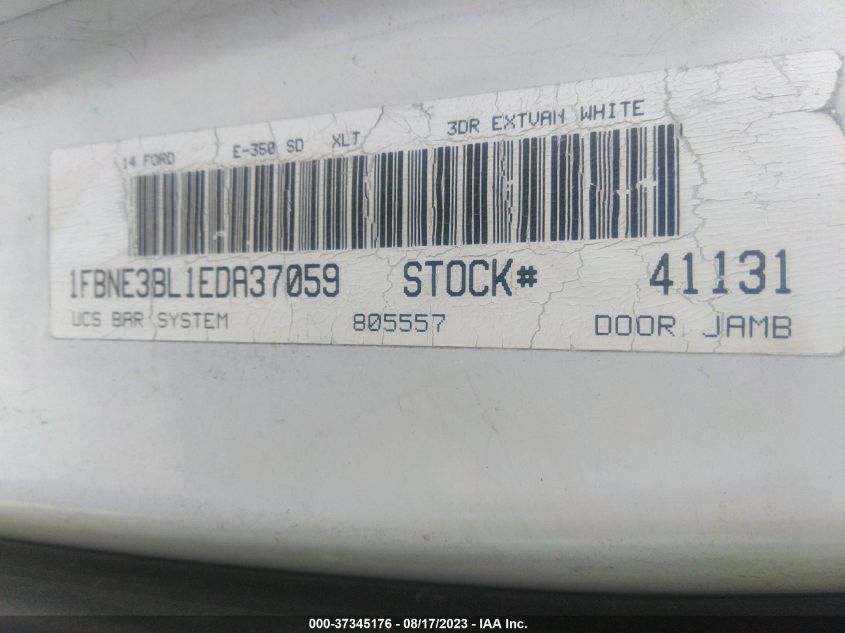 14 FORD E-350 SD XLT 3DR EXTVAN WHITE
1FBNE3BL1EDA37059 STOCK# 41131
UCS BAR SYSTEM 805557 DOOR JAMB
000-37345176 - 08/17/2023 - IAA Inc.